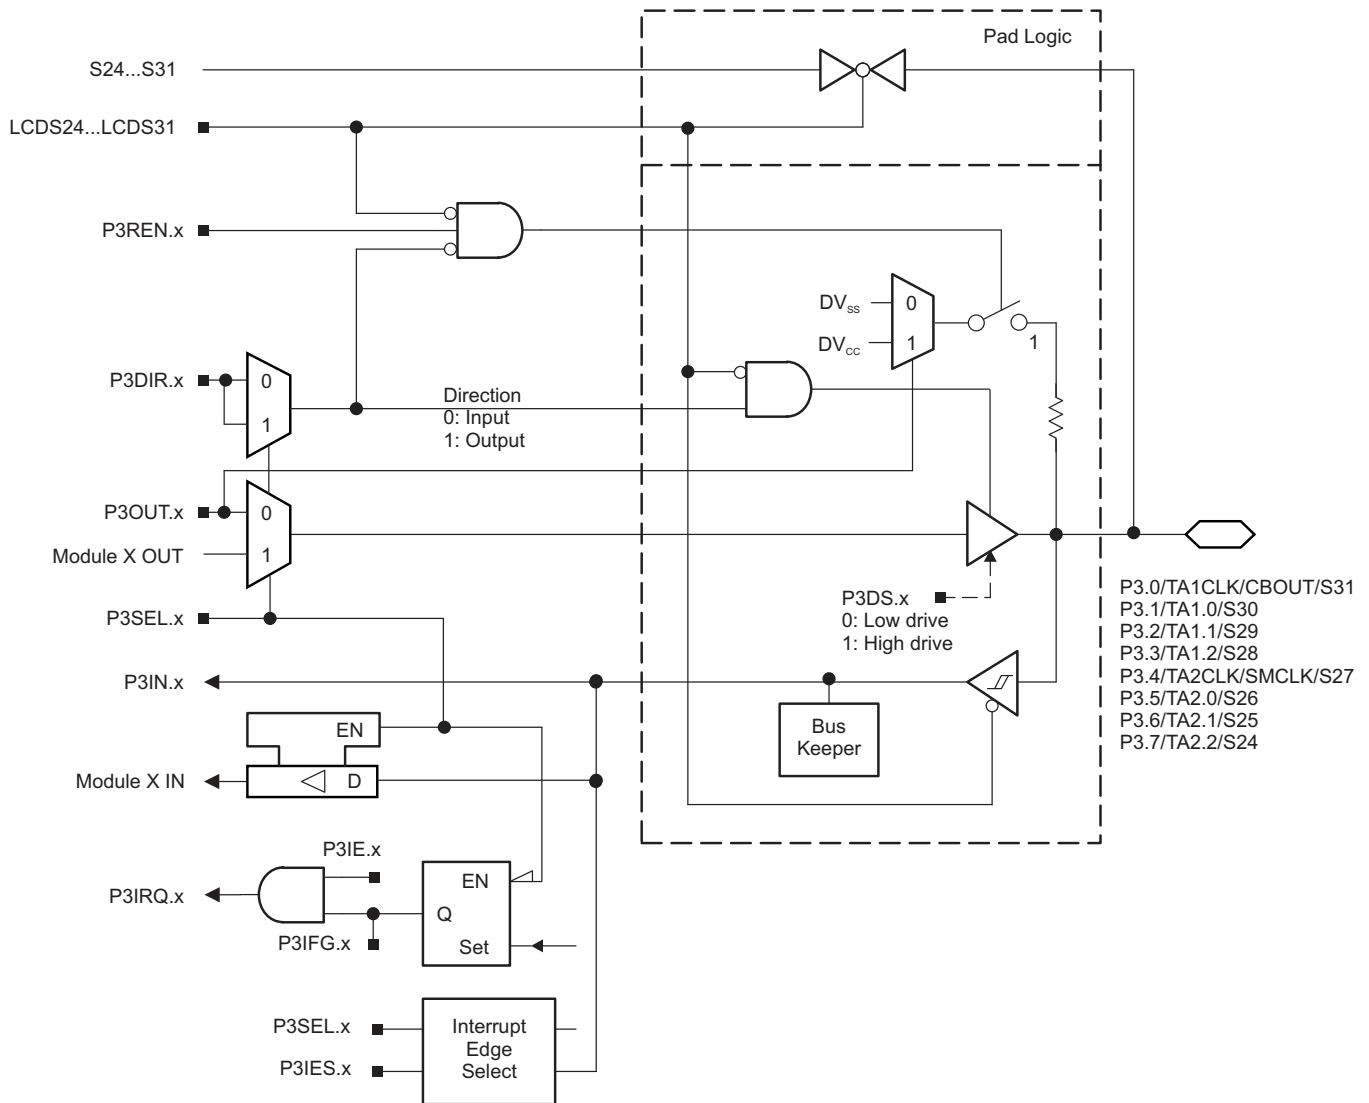 Pad Logic
S24...S31
LCDS24...LCDS31
P3REN.x
DVSS
0
DVCC
1
1
P3DIR.x
0
1
Direction
0: Input
1: Output
P3OUT.x
0
Module X OUT
1
P3DS.x
0: Low drive
1: High drive
P3SEL.x
P3.0/TA1CLK/CBOUT/S31
P3.1/TA1.0/S30
P3.2/TA1.1/S29
P3.3/TA1.2/S28
P3.4/TA2CLK/SMCLK/S27
P3.5/TA2.0/S26
P3.6/TA2.1/S25
P3.7/TA2.2/S24
P3IN.x
Bus
Keeper
EN
Module X IN
D
P3IE.x
P3IRQ.x
EN
Q
P3IFG.x
Set
P3SEL.x
P3IES.x
Interrupt
Edge
Select